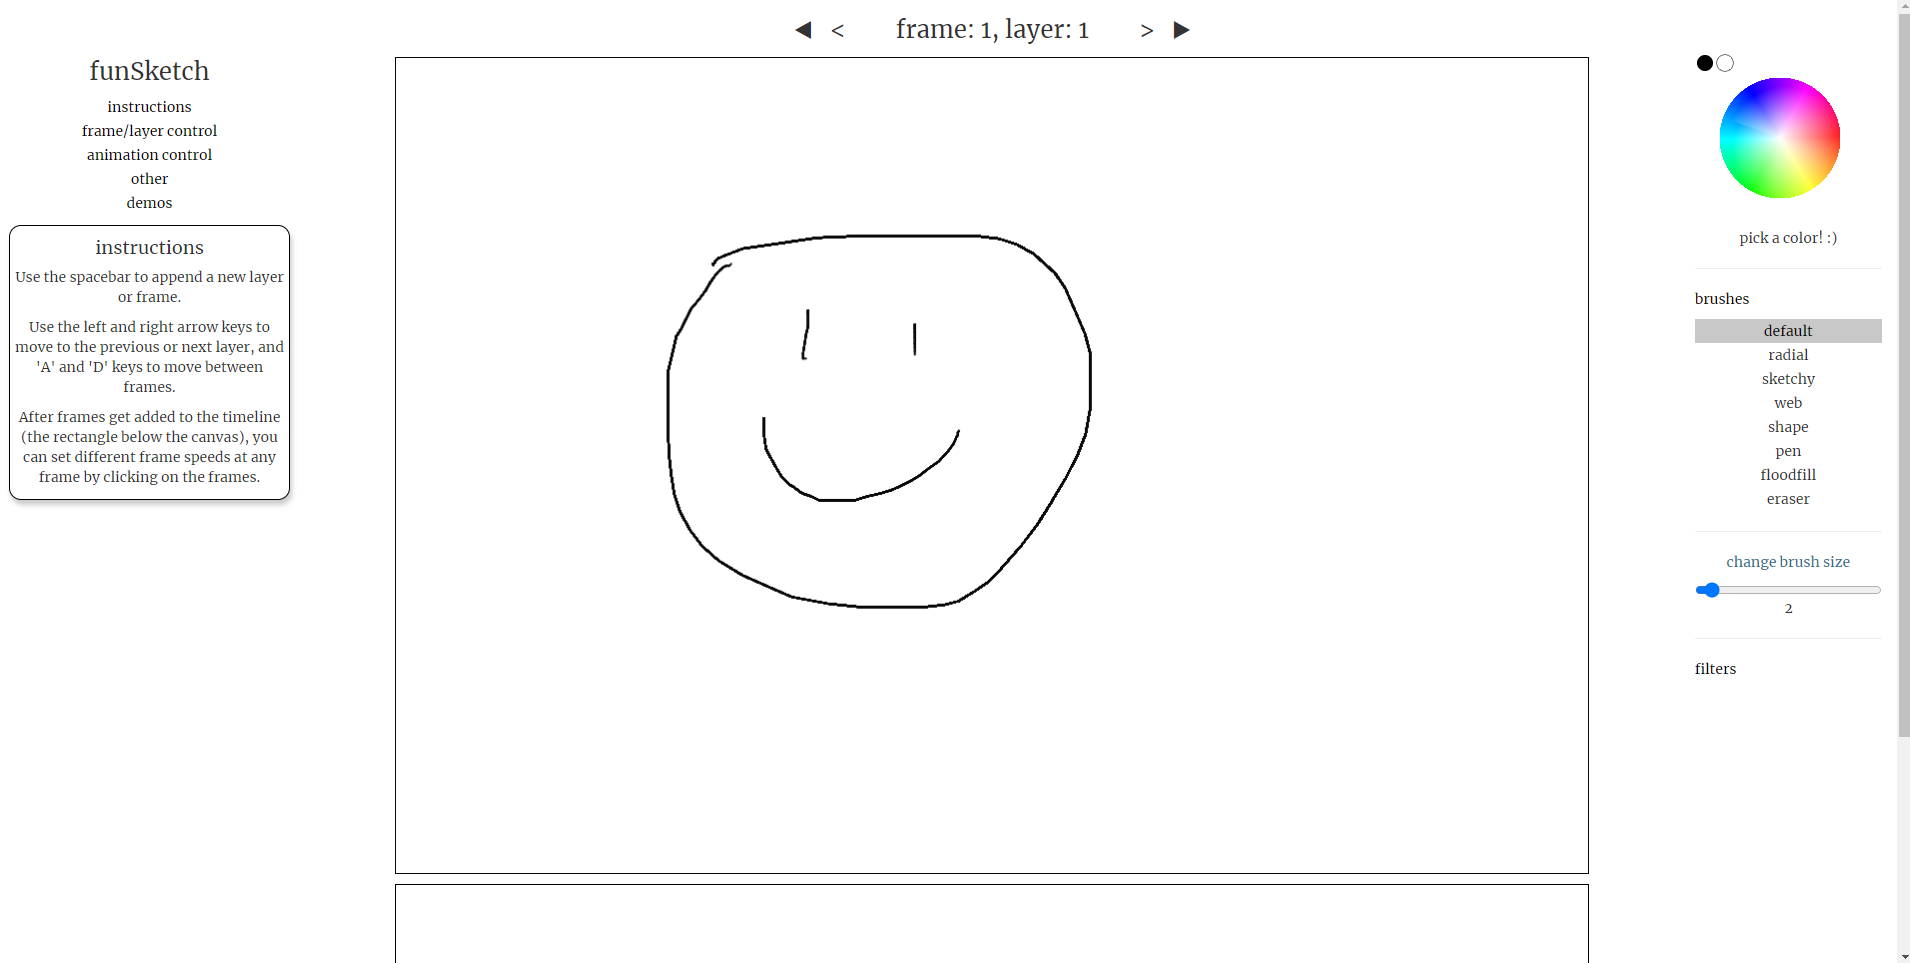 ◀ < frame: 1, layer: 1 > ▶
funSketch
instructions
frame/layer control
animation control
other
demos
instructions
Use the spacebar to append a new layer
or frame.
Use the left and right arrow keys to
move to the previous or next layer, and
'A' and 'D' keys to move between
frames.
After frames get added to the timeline
(the rectangle below the canvas), you
can set different frame speeds at any
frame by clicking on the frames.
pick a color! :)
brushes
default
radial
sketchy
web
shape
pen
floodfill
eraser
change brush size
2
filters